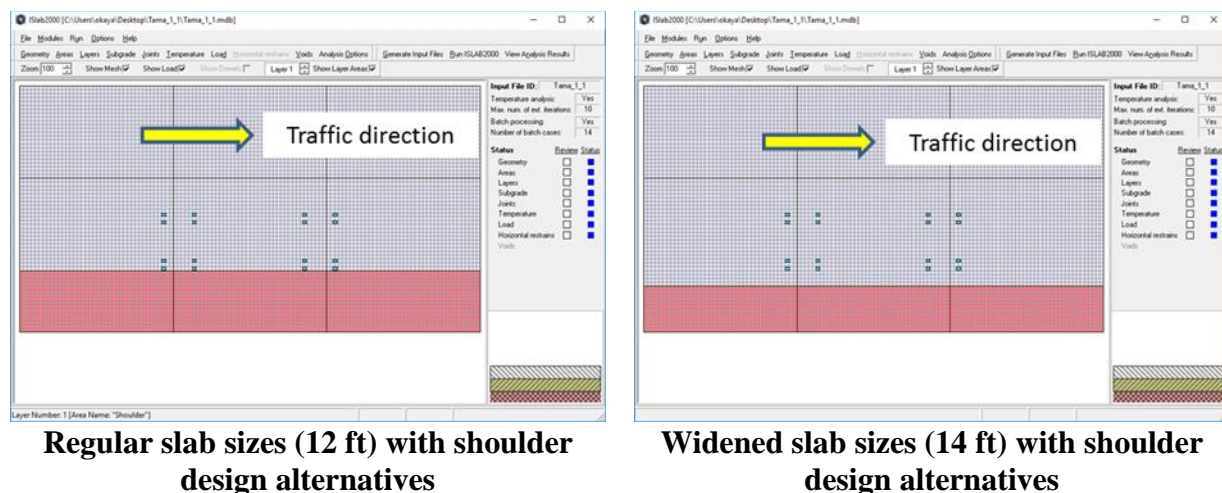 ISlab2000 [C:\Users\okaya\Desktop\Tama_1_1\Tama_1_1.mdb]
File Modules Run Options Help
Geometry Areas Layers Subgrade Joints Temperature Load Horizontal restrains Voids Analysis Options Generate Input Files Run ISLAB2000 View Analysis Results
Zoom 100 Show Mesh Show Load Show Dowels Layer 1 Show Layer Areas
Traffic direction
Input File ID: Tama_1_1
Temperature analysis: Yes
Max. num. of ext. iterations: 10
Batch processing: Yes
Number of batch cases: 14
Status Review Status
Geometry
Areas
Layers
Subgrade
Joints
Temperature
Load
Horizontal restrains
Voids
Layer Number: 1 [Area Name: "Shoulder"]
Regular slab sizes (12 ft) with shoulder
design alternatives
ISlab2000 [C:\Users\okaya\Desktop\Tama_1_1\Tama_1_1.mdb]
File Modules Run Options Help
Geometry Areas Layers Subgrade Joints Temperature Load Horizontal restrains Voids Analysis Options Generate Input Files Run ISLAB2000 View Analysis Results
Zoom 100 Show Mesh Show Load Show Dowels Layer 1 Show Layer Areas
Traffic direction
Input File ID: Tama_1_1
Temperature analysis: Yes
Max. num. of ext. iterations: 10
Batch processing: Yes
Number of batch cases: 14
Status Review Status
Geometry
Areas
Layers
Subgrade
Joints
Temperature
Load
Horizontal restrains
Voids
Widened slab sizes (14 ft) with shoulder
design alternatives